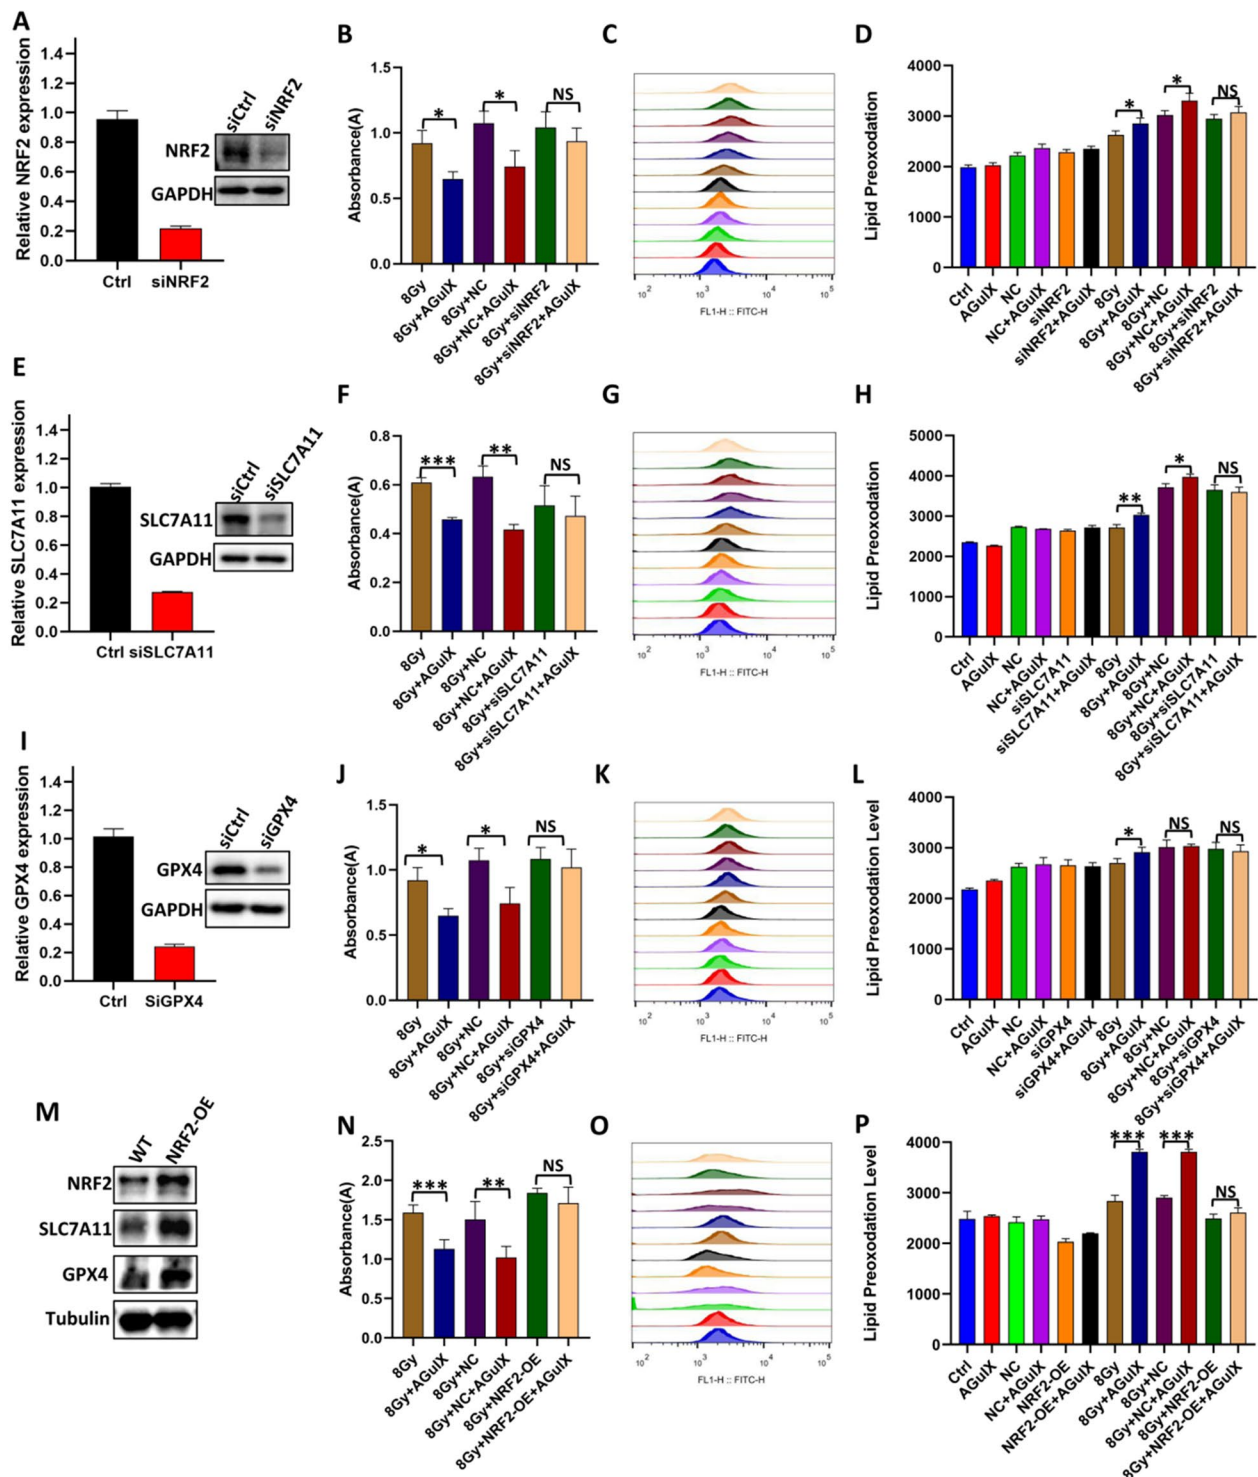 A
Relative NRF2 expression
1.4
1.2
1.0
0.8
0.6
0.4
0.2
0.0
Ctrl siNRF2
siCtrl siNRF2
NRF2
GAPDH
B
Absorbance(A)
1.5
1.0
0.5
0.0
* * NS
8Gy
8Gy+AGuIX
8Gy+NC
8Gy+NC+AGuIX
8Gy+siNRF2
8Gy+siNRF2+AGuIX
C
10² 10³ 10⁴ 10⁵
FL1-H :: FITC-H
D
Lipid Preoxodation
4000
3000
2000
1000
0
* * NS
Ctrl
AGuIX
NC
NC+AGuIX
siNRF2
siNRF2+AGuIX
8Gy
8Gy+AGuIX
8Gy+NC
8Gy+NC+AGuIX
8Gy+siNRF2
8Gy+siNRF2+AGuIX
E
Relative SLC7A11 expression
1.4
1.2
1.0
0.8
0.6
0.4
0.2
0.0
Ctrl siSLC7A11
siCtrl siSLC7A11
SLC7A11
GAPDH
F
Absorbance(A)
0.8
0.6
0.4
0.2
0.0
*** ** NS
8Gy
8Gy+AGuIX
8Gy+NC
8Gy+NC+AGuIX
8Gy+siSLC7A11
8Gy+siSLC7A11+AGuIX
G
10² 10³ 10⁴ 10⁵
FL1-H :: FITC-H
H
Lipid Preoxodation
5000
4000
3000
2000
1000
0
** * NS
Ctrl
AGuIX
NC
NC+AGuIX
siSLC7A11
siSLC7A11+AGuIX
8Gy
8Gy+AGuIX
8Gy+NC
8Gy+NC+AGuIX
8Gy+siSLC7A11
8Gy+siSLC7A11+AGuIX
I
Relative GPX4 expression
1.4
1.2
1.0
0.8
0.6
0.4
0.2
0.0
Ctrl SiGPX4
siCtrl siGPX4
GPX4
GAPDH
J
Absorbance(A)
1.5
1.0
0.5
0.0
* * NS
8Gy
8Gy+AGuIX
8Gy+NC
8Gy+NC+AGuIX
8Gy+siGPX4
8Gy+siGPX4+AGuIX
K
10² 10³ 10⁴ 10⁵
FL1-H :: FITC-H
L
Lipid Preoxodation Level
4000
3000
2000
1000
0
* NS NS
Ctrl
AGuIX
NC
NC+AGuIX
siGPX4
siGPX4+AGuIX
8Gy
8Gy+AGuIX
8Gy+NC
8Gy+NC+AGuIX
8Gy+siGPX4
8Gy+siGPX4+AGuIX
M
WT NRF2-OE
NRF2
SLC7A11
GPX4
Tubulin
N
Absorbance(A)
2.5
2.0
1.5
1.0
0.5
0.0
*** ** NS
8Gy
8Gy+AGuIX
8Gy+NC
8Gy+NC+AGuIX
8Gy+NRF2-OE
8Gy+NRF2-OE+AGuIX
O
10² 10³ 10⁴ 10⁵
FL1-H :: FITC-H
P
Lipid Preoxodation Level
4000
3000
2000
1000
0
*** *** NS
Ctrl
AGuIX
NC
NC+AGuIX
NRF2-OE
NRF2-OE+AGuIX
8Gy
8Gy+AGuIX
8Gy+NC
8Gy+NC+AGuIX
8Gy+NRF2-OE
8Gy+NRF2-OE+AGuIX